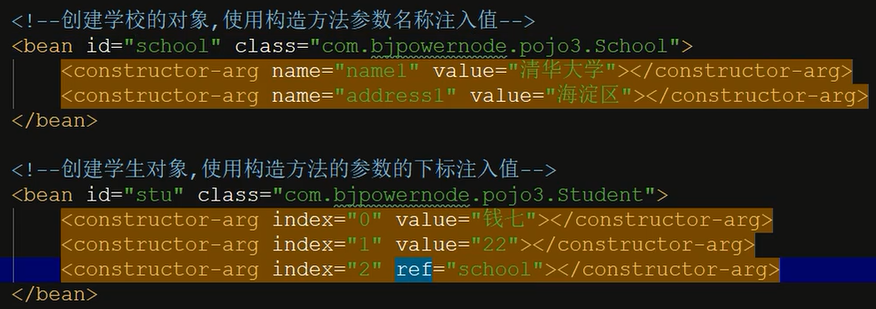 <!--创建学校的对象,使用构造方法参数名称注入值-->
<bean id="school" class="com.bjpowernode.pojo3.School">
<constructor-arg name="name1" value="清华大学"></constructor-arg>
<constructor-arg name="address1" value="海淀区"></constructor-arg>
</bean>
<!--创建学生对象,使用构造方法的参数的下标注入值-->
<bean id="stu" class="com.bjpowernode.pojo3.Student">
<constructor-arg index="0" value="钱七"></constructor-arg>
<constructor-arg index="1" value="22"></constructor-arg>
<constructor-arg index="2" ref="school"></constructor-arg>
</bean>